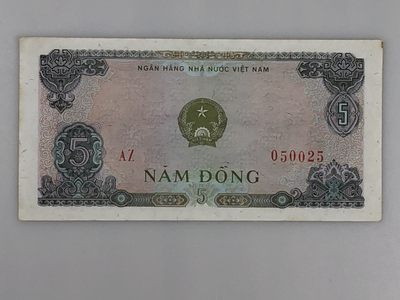 NGÂN HÀNG NHÀ NƯỚC VIỆT NAM
5
5
AZ 050025
NĂM ĐỒNG
5